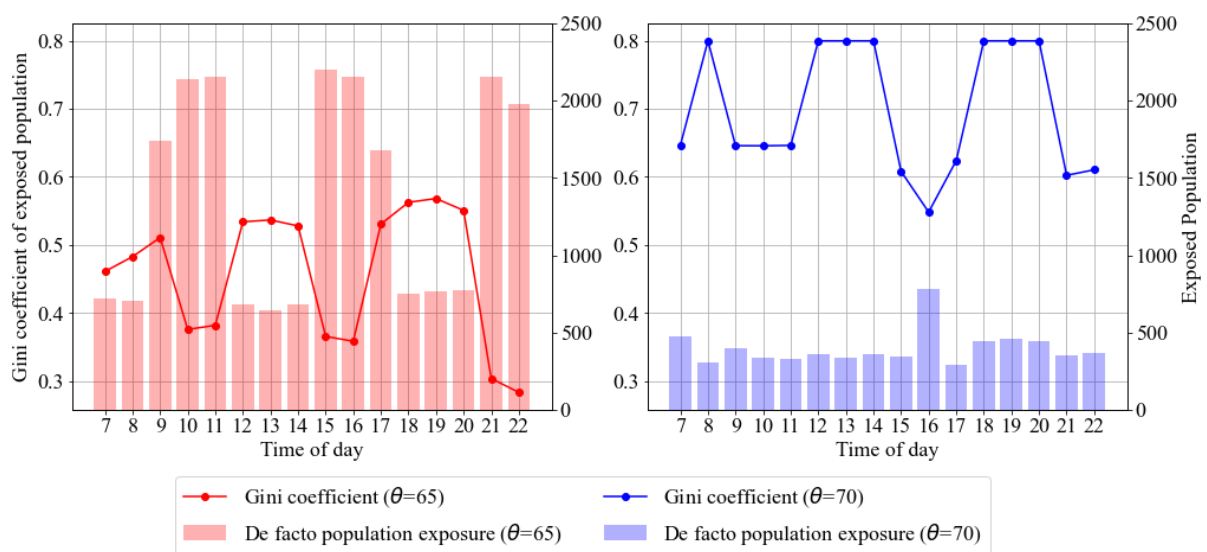 Gini coefficient of exposed population
0.8
0.7
0.6
0.5
0.4
0.3
2500
2000
1500
1000
500
0
7 8 9 10 11 12 13 14 15 16 17 18 19 20 21 22
Time of day
0.8
0.7
0.6
0.5
0.4
0.3
2500
2000
1500
1000
500
0
Exposed Population
7 8 9 10 11 12 13 14 15 16 17 18 19 20 21 22
Time of day
Gini coefficient (θ=65)
De facto population exposure (θ=65)
Gini coefficient (θ=70)
De facto population exposure (θ=70)